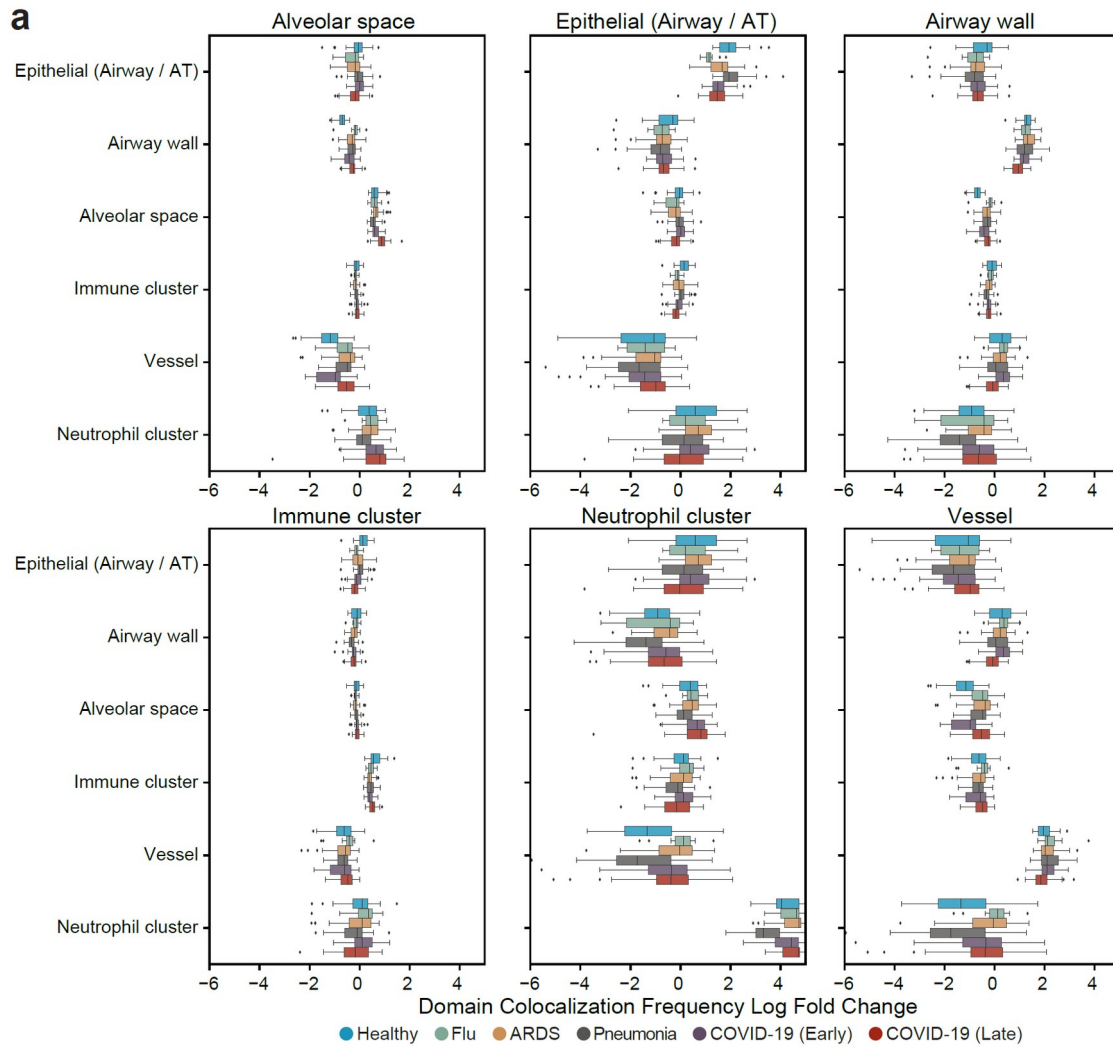 a
Alveolar space
Epithelial (Airway / AT)
Airway wall
Epithelial (Airway / AT)
Airway wall
Alveolar space
Immune cluster
Vessel
Neutrophil cluster
−6 −4 −2 0 2 4
−6 −4 −2 0 2 4
−6 −4 −2 0 2 4
Immune cluster
Neutrophil cluster
Vessel
Epithelial (Airway / AT)
Airway wall
Alveolar space
Immune cluster
Vessel
Neutrophil cluster
−6 −4 −2 0 2 4
−6 −4 −2 0 2 4
−6 −4 −2 0 2 4
Domain Colocalization Frequency Log Fold Change
Healthy Flu ARDS Pneumonia COVID-19 (Early) COVID-19 (Late)